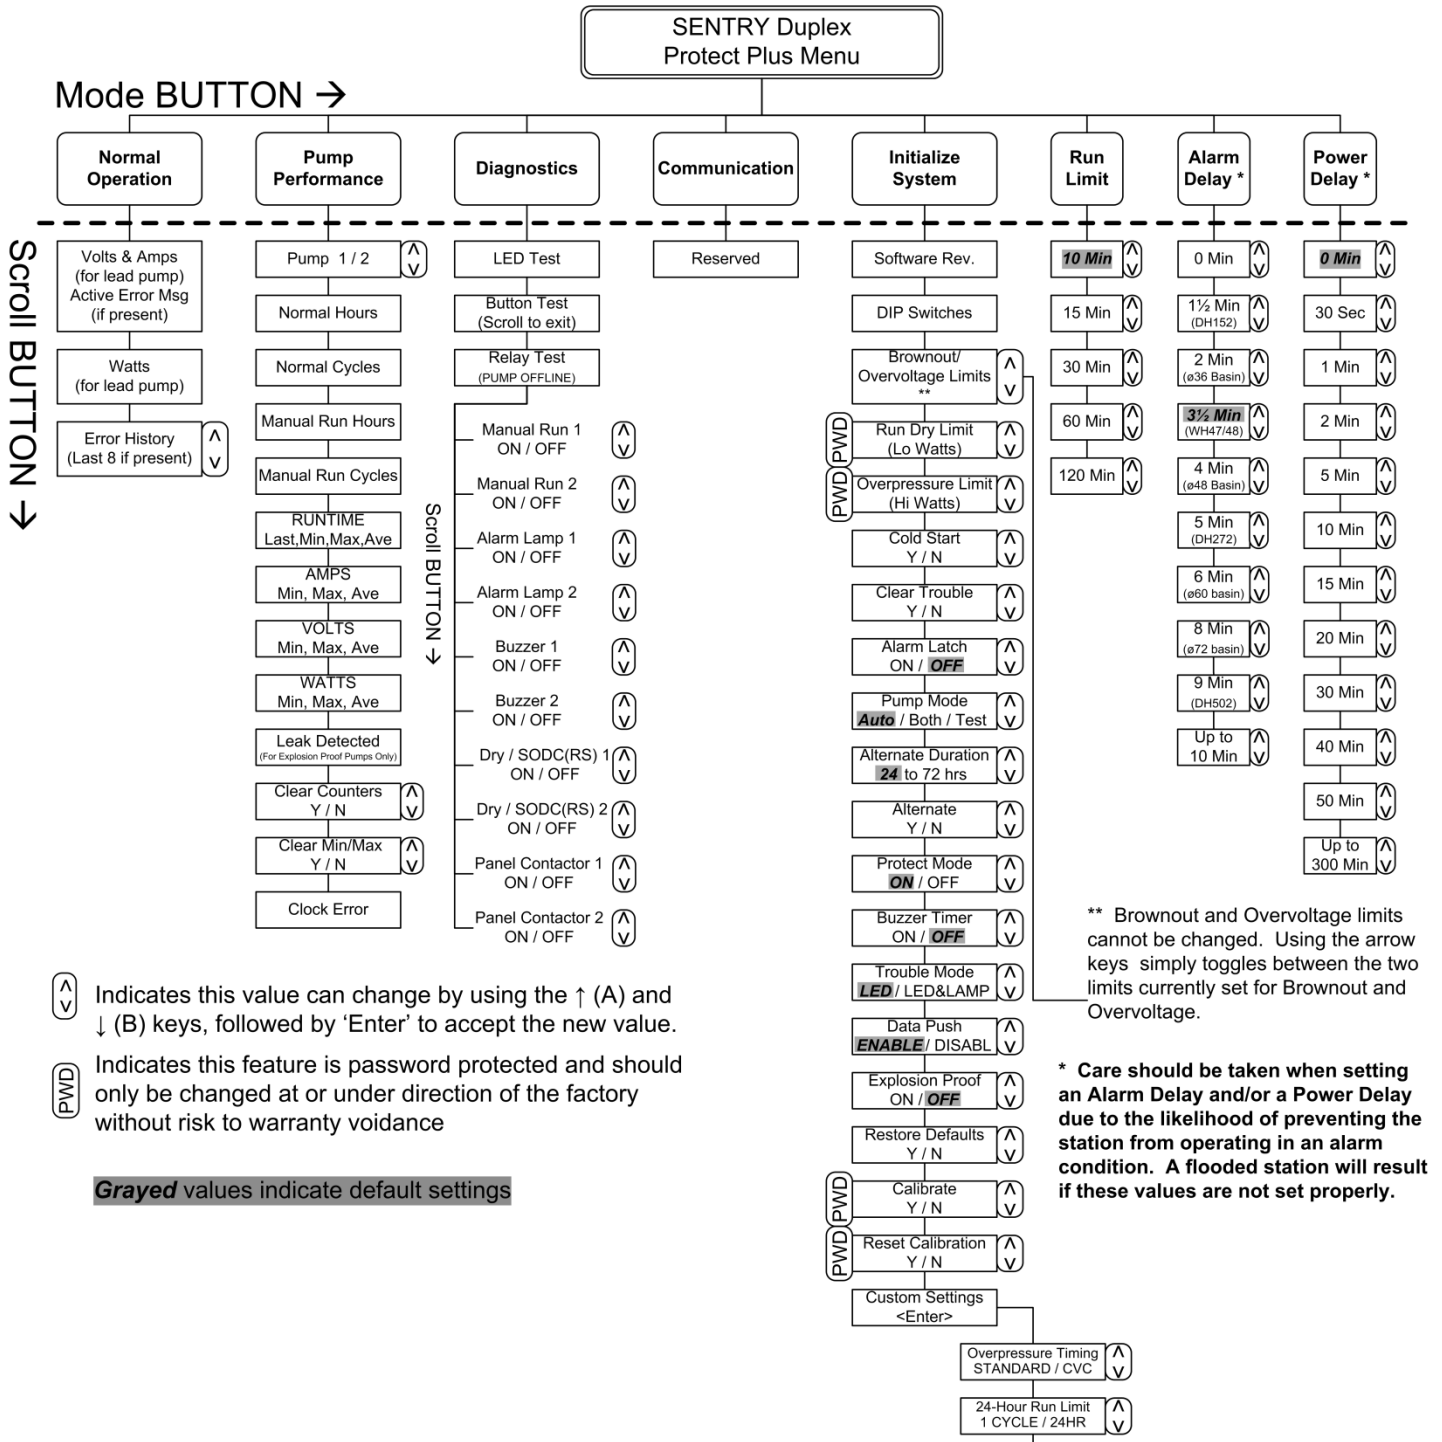 SENTRY Duplex
Protect Plus Menu
Mode BUTTON →
Normal
Operation
Pump
Performance
Diagnostics
Communication
Initialize
System
Run
Limit
Alarm
Delay *
Power
Delay *
Scroll BUTTON →
Volts & Amps
(for lead pump)
Active Error Msg
(if present)
Watts
(for lead pump)
Error History
(Last 8 if present)
Pump 1 / 2
Normal Hours
Normal Cycles
Manual Run Hours
Manual Run Cycles
RUNTIME
Last,Min,Max,Ave
AMPS
Min, Max, Ave
VOLTS
Min, Max, Ave
WATTS
Min, Max, Ave
Leak Detected
(For Explosion Proof Pumps Only)
Clear Counters
Y / N
Clear Min/Max
Y / N
Clock Error
LED Test
Button Test
(Scroll to exit)
Relay Test
(PUMP OFFLINE)
Scroll BUTTON →
Manual Run 1
ON / OFF
Manual Run 2
ON / OFF
Alarm Lamp 1
ON / OFF
Alarm Lamp 2
ON / OFF
Buzzer 1
ON / OFF
Buzzer 2
ON / OFF
Dry / SODC(RS) 1
ON / OFF
Dry / SODC(RS) 2
ON / OFF
Panel Contactor 1
ON / OFF
Panel Contactor 2
ON / OFF
Reserved
Software Rev.
DIP Switches
Brownout/
Overvoltage Limits
**
PWD
Run Dry Limit
(Lo Watts)
PWD
Overpressure Limit
(Hi Watts)
Cold Start
Y / N
Clear Trouble
Y / N
Alarm Latch
ON / OFF
Pump Mode
Auto / Both / Test
Alternate Duration
24 to 72 hrs
Alternate
Y / N
Protect Mode
ON / OFF
Buzzer Timer
ON / OFF
Trouble Mode
LED / LED&LAMP
Data Push
ENABLE / DISABL
Explosion Proof
ON / OFF
Restore Defaults
Y / N
PWD
Calibrate
Y / N
PWD
Reset Calibration
Y / N
Custom Settings
<Enter>
Overpressure Timing
STANDARD / CVC
24-Hour Run Limit
1 CYCLE / 24HR
10 Min
15 Min
30 Min
60 Min
120 Min
0 Min
1½ Min
(DH152)
2 Min
(ø36 Basin)
3½ Min
(WH47/48)
4 Min
(ø48 Basin)
5 Min
(DH272)
6 Min
(ø60 basin)
8 Min
(ø72 basin)
9 Min
(DH502)
Up to
10 Min
0 Min
30 Sec
1 Min
2 Min
5 Min
10 Min
15 Min
20 Min
30 Min
40 Min
50 Min
Up to
300 Min
** Brownout and Overvoltage limits
cannot be changed. Using the arrow
keys simply toggles between the two
limits currently set for Brownout and
Overvoltage.
* Care should be taken when setting
an Alarm Delay and/or a Power Delay
due to the likelihood of preventing the
station from operating in an alarm
condition. A flooded station will result
if these values are not set properly.
Indicates this value can change by using the ↑ (A) and
↓ (B) keys, followed by ‘Enter’ to accept the new value.
PWD
Indicates this feature is password protected and should
only be changed at or under direction of the factory
without risk to warranty voidance
Grayed values indicate default settings